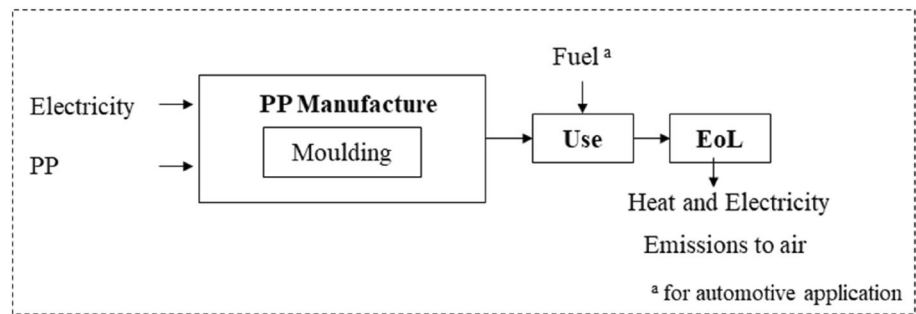 Fuel ᵃ
Electricity
PP Manufacture
Moulding
Use
EoL
PP
Heat and Electricity
Emissions to air
ᵃ for automotive application